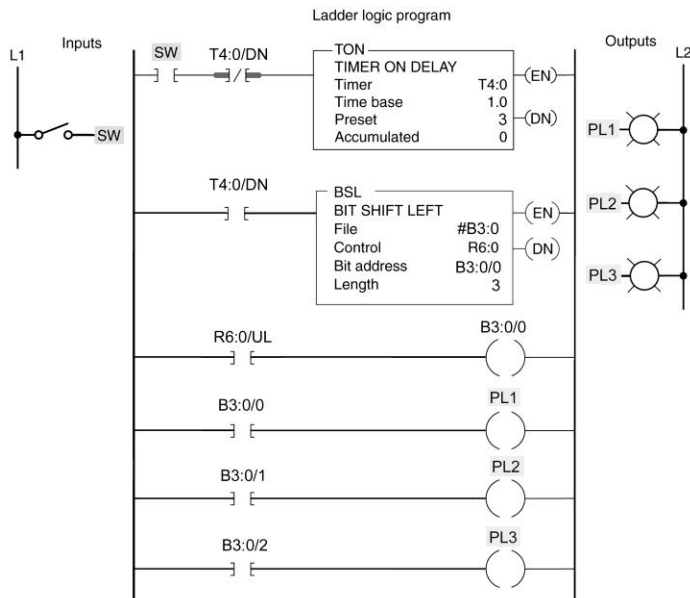 Ladder logic program
Inputs
Outputs
L1
L2
SW
T4:0/DN
TON
TIMER ON DELAY
Timer T4:0
Time base 1.0
Preset 3
Accumulated 0
EN
DN
SW
PL1
PL2
PL3
T4:0/DN
BSL
BIT SHIFT LEFT
File #B3:0
Control R6:0
Bit address B3:0/0
Length 3
EN
DN
R6:0/UL
B3:0/0
B3:0/0
PL1
B3:0/1
PL2
B3:0/2
PL3